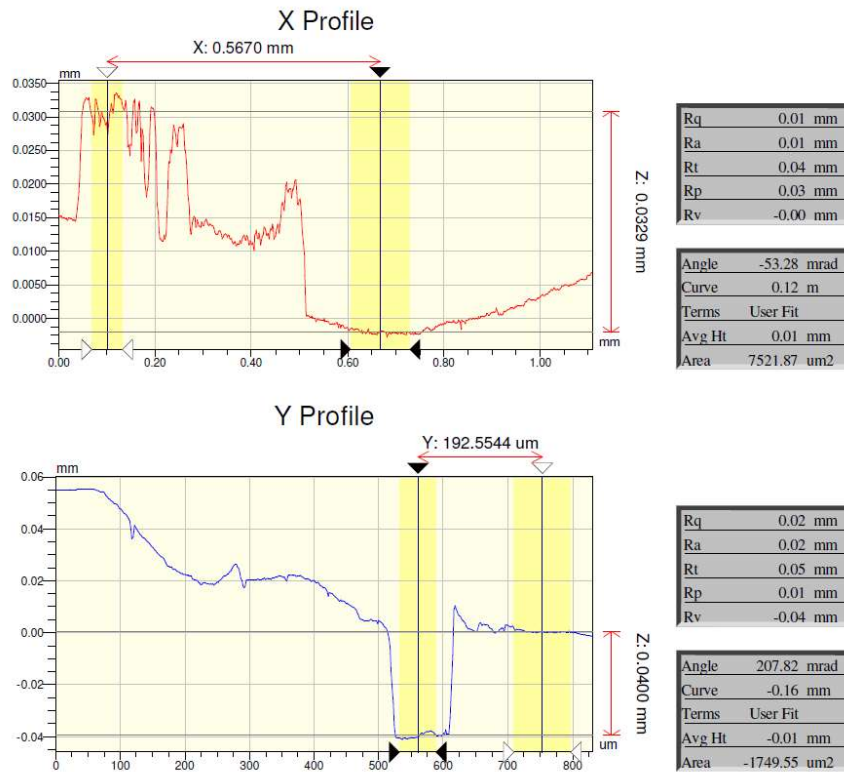 X Profile
X: 0.5670 mm
mm
0.0350
0.0300
0.0250
0.0200
0.0150
0.0100
0.0050
0.0000
0.00 0.20 0.40 0.60 0.80 1.00
mm
Z: 0.0329 mm
Rq 0.01 mm
Ra 0.01 mm
Rt 0.04 mm
Rp 0.03 mm
Rv -0.00 mm
Angle -53.28 mrad
Curve 0.12 m
Terms User Fit
Avg Ht 0.01 mm
Area 7521.87 um2
Y Profile
Y: 192.5544 um
mm
0.06
0.04
0.02
0.00
-0.02
-0.04
0 100 200 300 400 500 600 700 800
um
Z: 0.0400 mm
Rq 0.02 mm
Ra 0.02 mm
Rt 0.05 mm
Rp 0.01 mm
Rv -0.04 mm
Angle 207.82 mrad
Curve -0.16 mm
Terms User Fit
Avg Ht -0.01 mm
Area -1749.55 um2